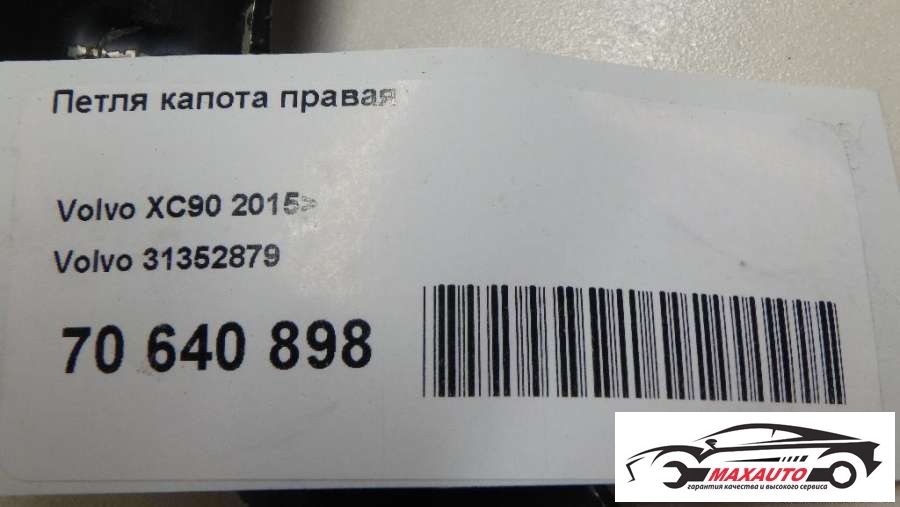 Петля капота правая
Volvo XC90 2015>
Volvo 31352879
70 640 898
MAXAUTO
гарантия качества и высокого сервиса